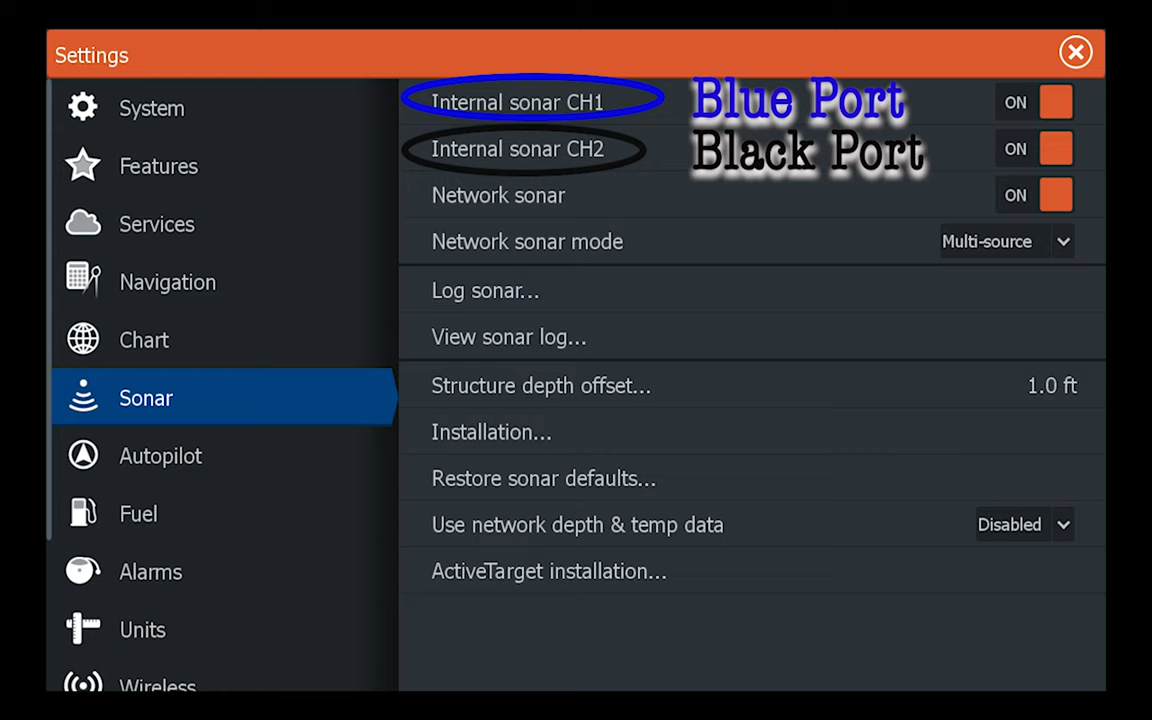 Settings
System
Features
Services
Navigation
Chart
Sonar
Autopilot
Fuel
Alarms
Units
Wireless
Internal sonar CH1 Blue Port ON
Internal sonar CH2 Black Port ON
Network sonar ON
Network sonar mode Multi-source
Log sonar...
View sonar log...
Structure depth offset... 1.0 ft
Installation...
Restore sonar defaults...
Use network depth & temp data Disabled
ActiveTarget installation...